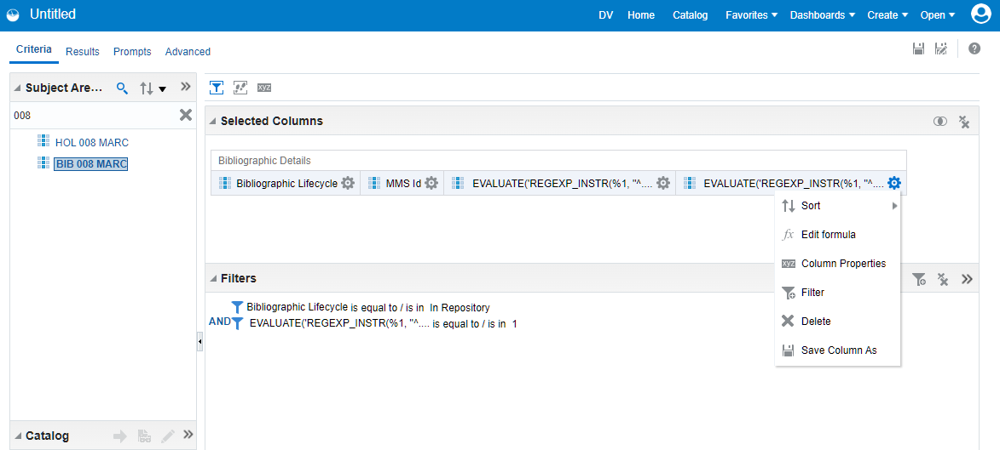 Untitled
DV Home Catalog Favorites Dashboards Create Open
Criteria Results Prompts Advanced
Subject Are...
xyz
008
Selected Columns
HOL 008 MARC
BIB 008 MARC
Bibliographic Details
Bibliographic Lifecycle MMS Id EVALUATE('REGEXP_INSTR(%1, "^.... EVALUATE('REGEXP_INSTR(%1, "^....
Sort
fx Edit formula
xyz Column Properties
Filter
Delete
Save Column As
Filters
Bibliographic Lifecycle is equal to / is in In Repository
AND EVALUATE('REGEXP_INSTR(%1, "^.... is equal to / is in 1
Catalog